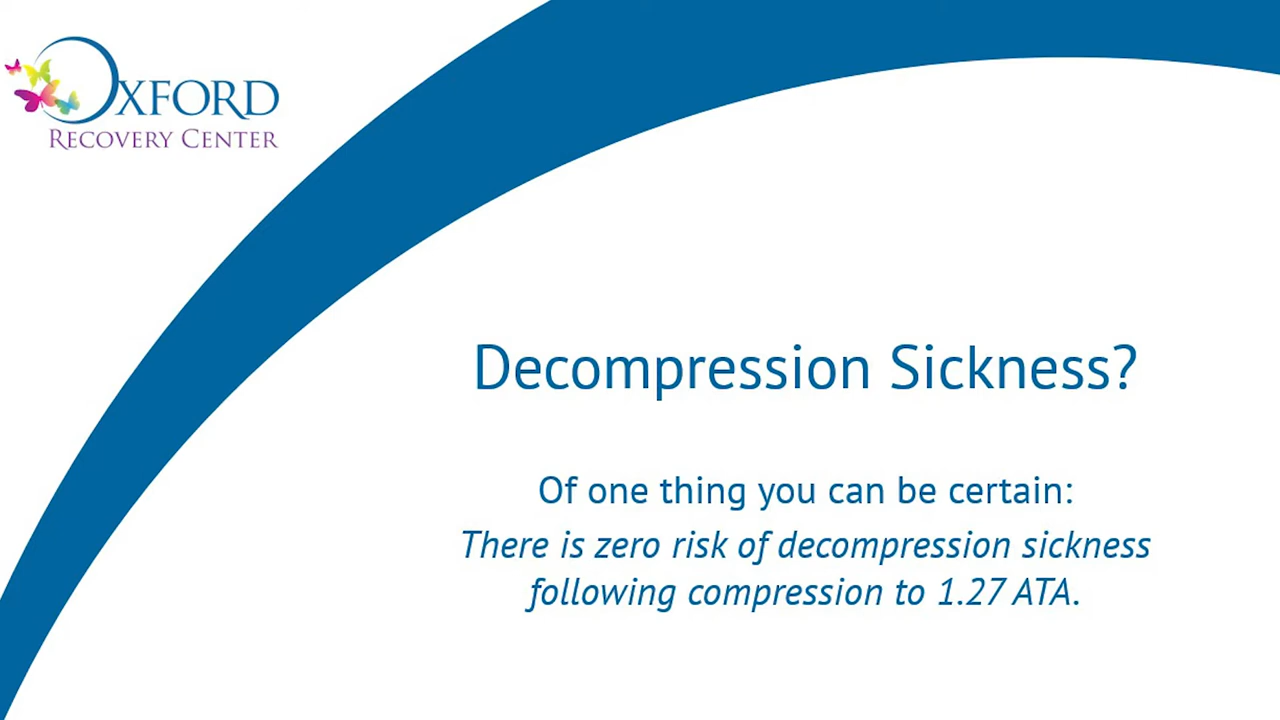 OXFORD
RECOVERY CENTER
Decompression Sickness?
Of one thing you can be certain:
There is zero risk of decompression sickness
following compression to 1.27 ATA.